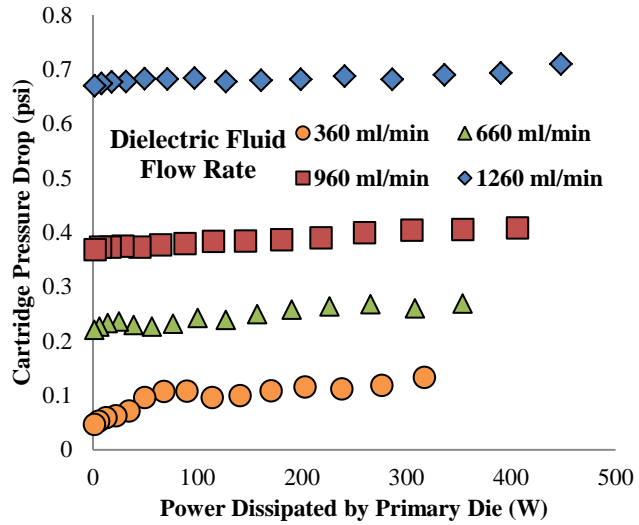 0.8
0.7
0.6
0.5
0.4
0.3
0.2
0.1
0
Cartridge Pressure Drop (psi)
Dielectric Fluid
Flow Rate
360 ml/min
660 ml/min
960 ml/min
1260 ml/min
0 100 200 300 400 500
Power Dissipated by Primary Die (W)